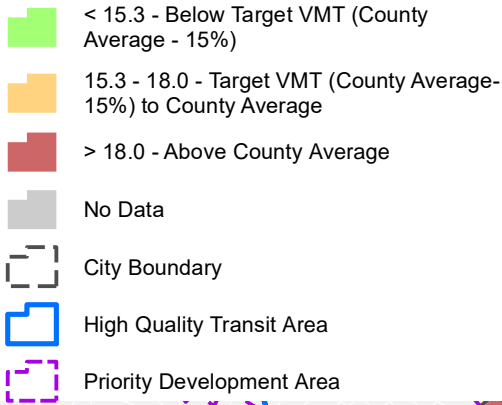 < 15.3 - Below Target VMT (County
Average - 15%)
15.3 - 18.0 - Target VMT (County Average-
15%) to County Average
> 18.0 - Above County Average
No Data
City Boundary
High Quality Transit Area
Priority Development Area